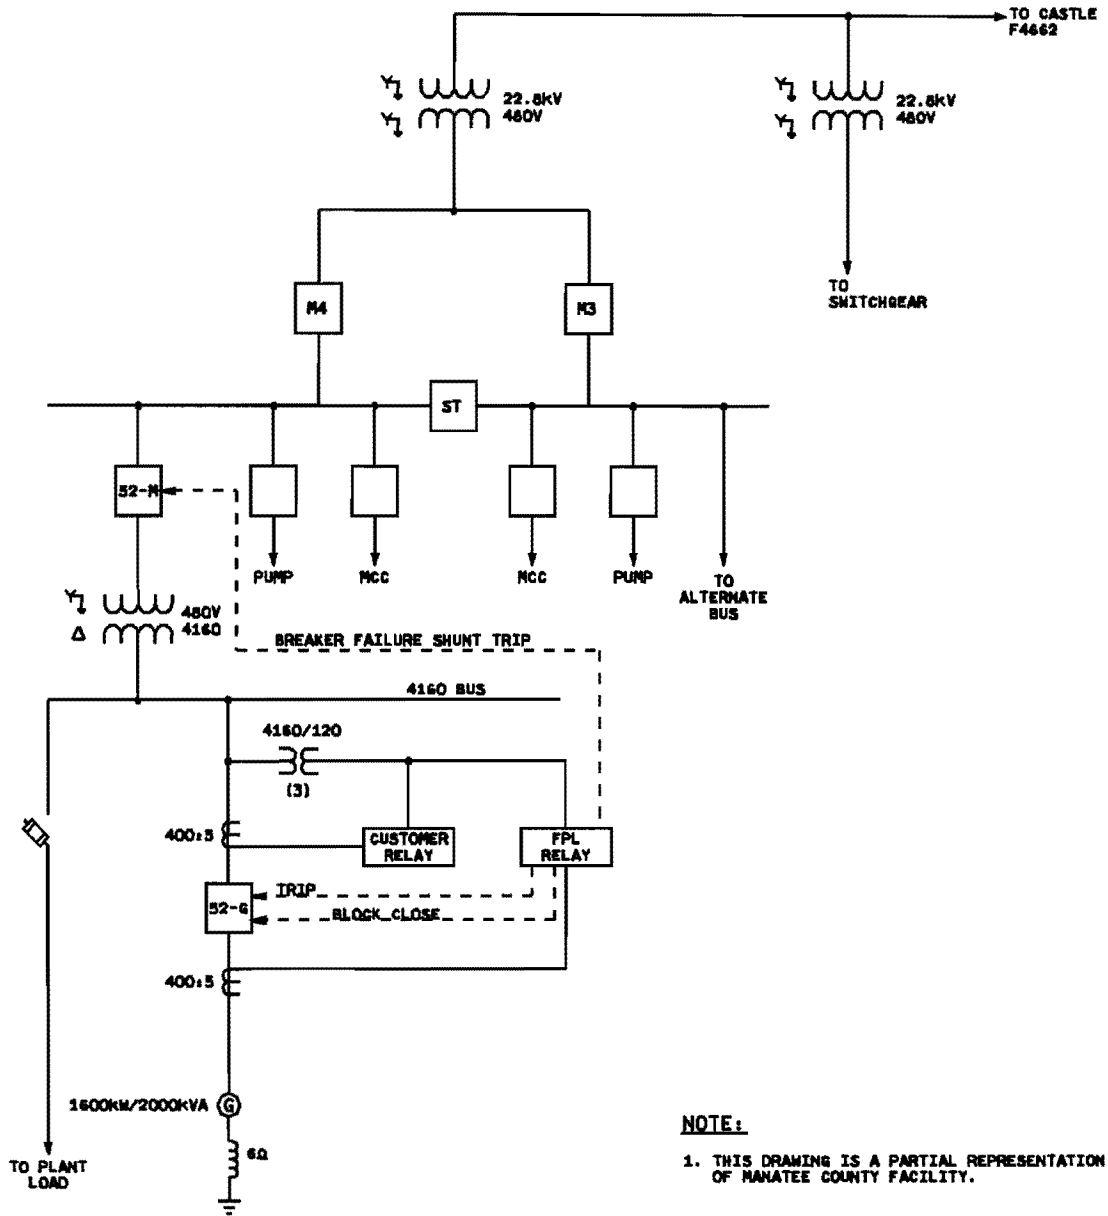 TO CASTLE
F4662
22.8kV
480V
22.8kV
480V
TO
SWITCHGEAR
M4
M3
ST
52-M
PUMP
MCC
MCC
PUMP
TO
ALTERNATE
BUS
480V
4160
Δ
BREAKER FAILURE SHUNT TRIP
4160 BUS
4160/120
(3)
400:5
CUSTOMER
RELAY
FPL
RELAY
TRIP
52-G
BLOCK CLOSE
400:5
1600kW/2000kVA
G
6Ω
TO PLANT
LOAD
NOTE:
1. THIS DRAWING IS A PARTIAL REPRESENTATION
OF MANATEE COUNTY FACILITY.